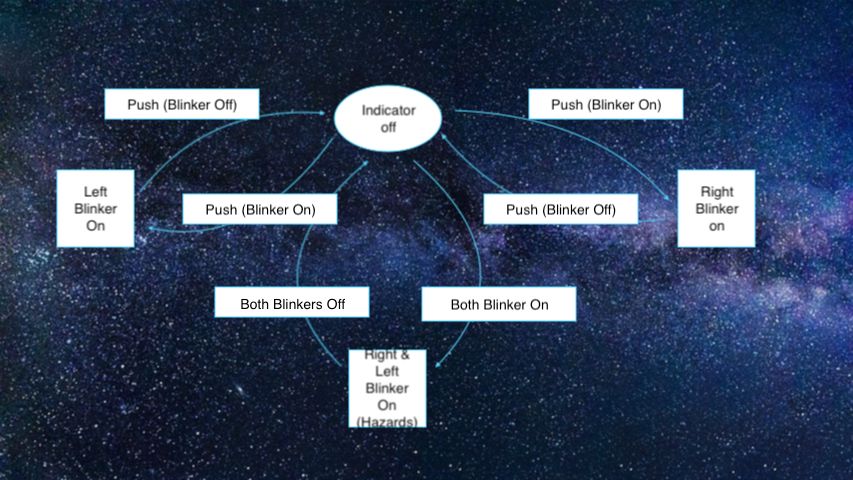 Push (Blinker Off)
Indicator
off
Push (Blinker On)
Left
Blinker
On
Push (Blinker On)
Push (Blinker Off)
Right
Blinker
on
Both Blinkers Off
Both Blinker On
Right &
Left
Blinker
On
(Hazards)